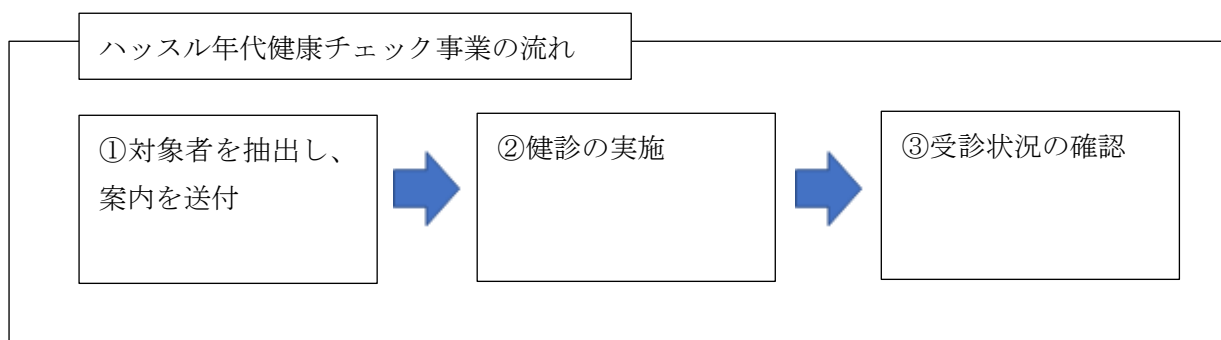 ハッスル年代健康チェック事業の流れ
①対象者を抽出し、
案内を送付
②健診の実施
③受診状況の確認